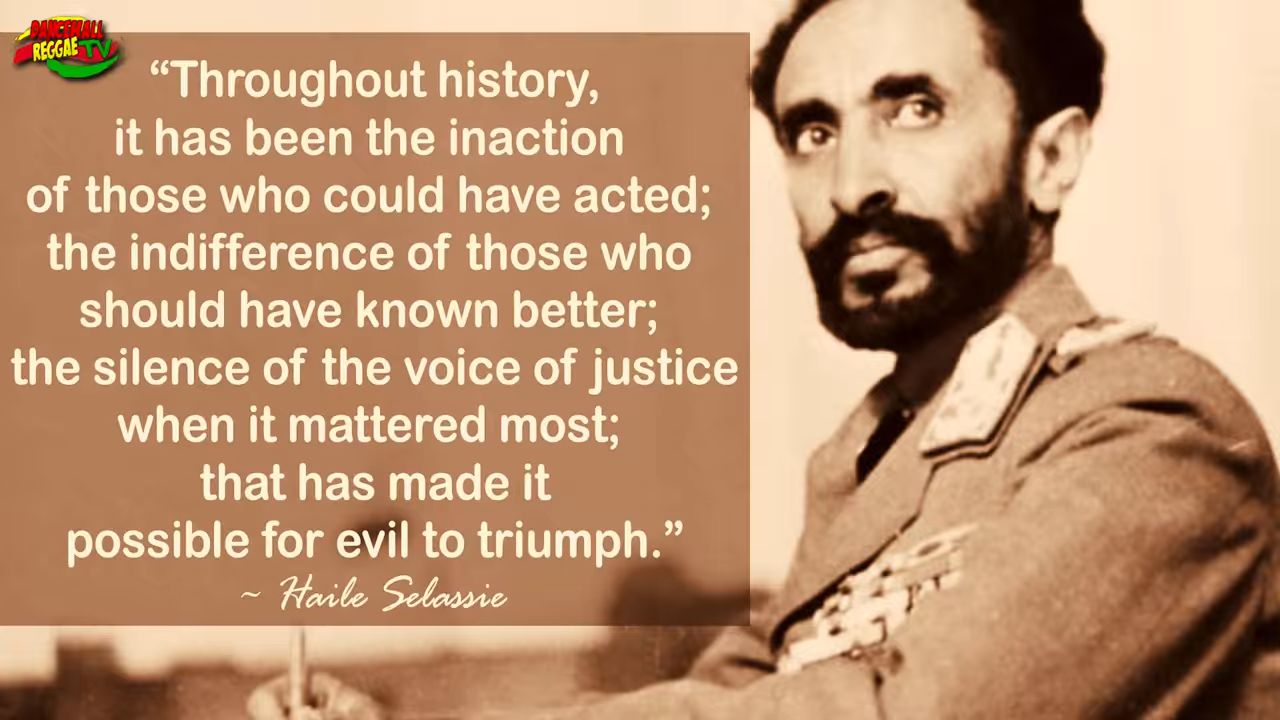 DANCEHALL
REGGAE TV
“Throughout history,
it has been the inaction
of those who could have acted;
the indifference of those who
should have known better;
the silence of the voice of justice
when it mattered most;
that has made it
possible for evil to triumph.”
~ Haile Selassie